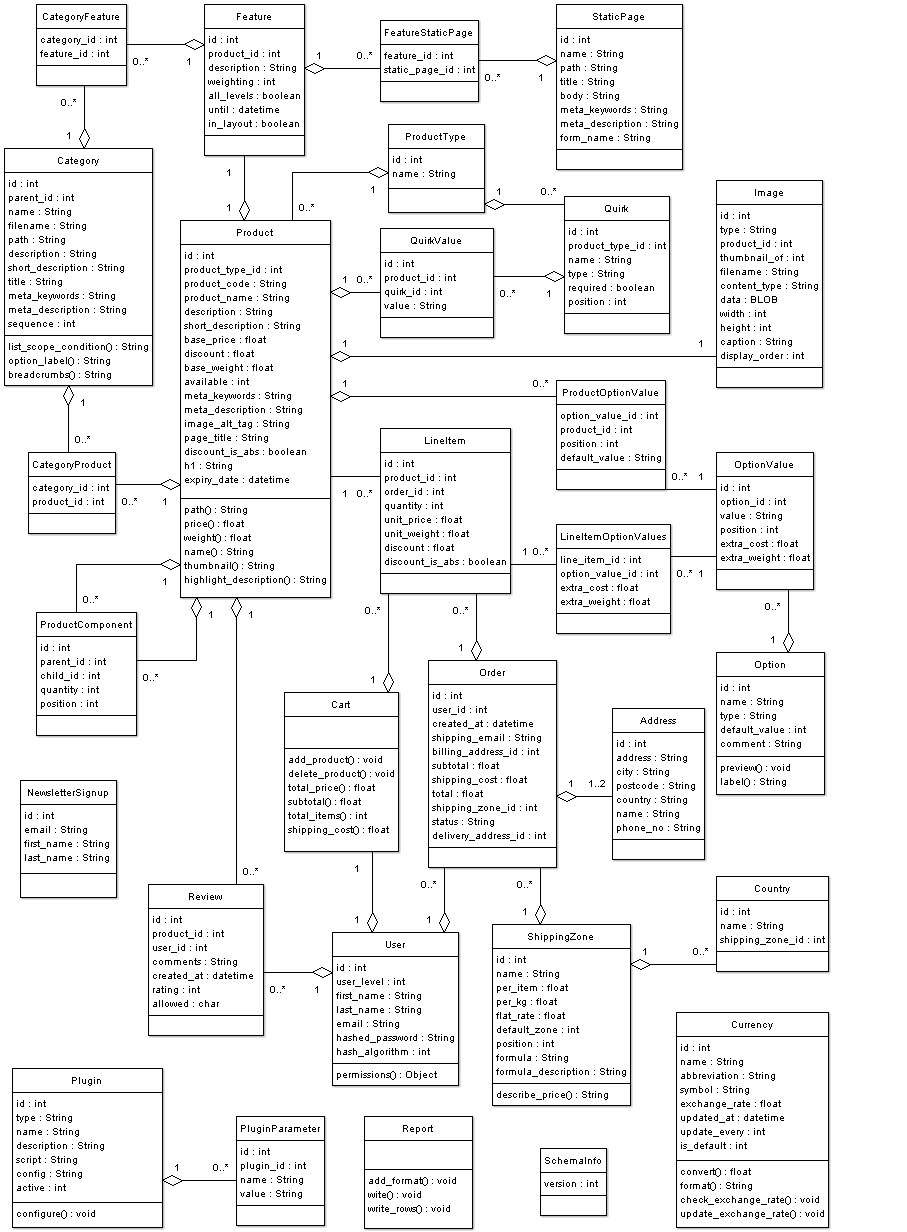 CategoryFeature
category_id : int
feature_id : int
0..*
1
0..*
1
Feature
id : int
product_id : int
description : String
weighting : int
all_levels : boolean
until : datetime
in_layout : boolean
1
0..*
FeatureStaticPage
feature_id : int
static_page_id : int
0..*
1
StaticPage
id : int
name : String
path : String
title : String
body : String
meta_keywords : String
meta_description : String
form_name : String
Category
id : int
parent_id : int
name : String
filename : String
path : String
description : String
short_description : String
title : String
meta_keywords : String
meta_description : String
sequence : int
list_scope_condition() : String
option_label() : String
breadcrumbs() : String
1
0..*
1
1
ProductType
id : int
name : String
1
0..*
1
0..*
Quirk
id : int
product_type_id : int
name : String
type : String
required : boolean
position : int
QuirkValue
id : int
product_id : int
quirk_id : int
value : String
1
0..*
0..*
1
Image
id : int
type : String
product_id : int
thumbnail_of : int
filename : String
content_type : String
data : BLOB
width : int
height : int
caption : String
display_order : int
1
1
Product
id : int
product_type_id : int
product_code : String
product_name : String
description : String
short_description : String
base_price : float
discount : float
base_weight : float
available : int
meta_keywords : String
meta_description : String
image_alt_tag : String
page_title : String
discount_is_abs : boolean
h1 : String
expiry_date : datetime
path() : String
price() : float
weight() : float
name() : String
thumbnail() : String
highlight_description() : String
1
0..*
ProductOptionValue
option_value_id : int
product_id : int
position : int
default_value : String
0..*
1
OptionValue
id : int
option_id : int
value : String
position : int
extra_cost : float
extra_weight : float
CategoryProduct
category_id : int
product_id : int
0..*
1
LineItem
id : int
product_id : int
order_id : int
quantity : int
unit_price : float
unit_weight : float
discount : float
discount_is_abs : boolean
1
0..*
1
0..*
LineItemOptionValues
line_item_id : int
option_value_id : int
extra_cost : float
extra_weight : float
0..*
1
0..*
1
1
0..*
ProductComponent
id : int
parent_id : int
child_id : int
quantity : int
position : int
0..*
1
1
0..*
1
0..*
1
Option
id : int
name : String
type : String
default_value : int
comment : String
preview() : void
label() : String
Cart
add_product() : void
delete_product() : void
total_price() : float
subtotal() : float
total_items() : int
shipping_cost() : float
Order
id : int
user_id : int
created_at : datetime
shipping_email : String
billing_address_id : int
subtotal : float
shipping_cost : float
total : float
shipping_zone_id : int
status : String
delivery_address_id : int
1
1..2
Address
id : int
address : String
city : String
postcode : String
country : String
name : String
phone_no : String
NewsletterSignup
id : int
email : String
first_name : String
last_name : String
0..*
1
1
0..*
1
0..*
1
Review
id : int
product_id : int
user_id : int
comments : String
created_at : datetime
rating : int
allowed : char
0..*
1
User
id : int
user_level : int
first_name : String
last_name : String
email : String
hashed_password : String
hash_algorithm : int
permissions() : Object
ShippingZone
id : int
name : String
per_item : float
per_kg : float
flat_rate : float
default_zone : int
position : int
formula : String
formula_description : String
describe_price() : String
1
0..*
Country
id : int
name : String
shipping_zone_id : int
Currency
id : int
name : String
abbreviation : String
symbol : String
exchange_rate : float
updated_at : datetime
update_every : int
is_default : int
convert() : float
format() : String
check_exchange_rate() : void
update_exchange_rate() : void
Plugin
id : int
type : String
name : String
description : String
script : String
config : String
active : int
configure() : void
1
0..*
PluginParameter
id : int
plugin_id : int
name : String
value : String
Report
add_format() : void
wite() : void
write_rows() : void
SchemaInfo
version : int